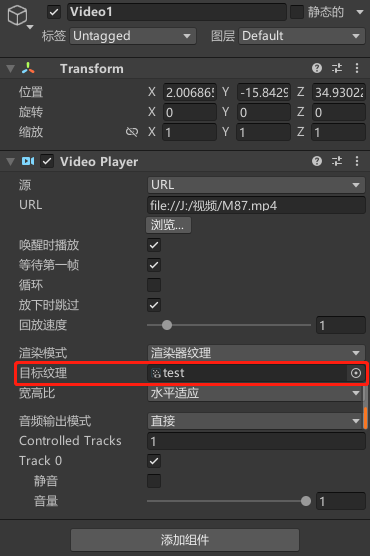 Video1 静态的
标签 Untagged 图层 Default
Transform
位置 X 2.006865 Y -15.8429 Z 34.93022
旋转 X 0 Y 0 Z 0
缩放 X 1 Y 1 Z 1
Video Player
源 URL
URL file://J:/视频/M87.mp4
浏览...
唤醒时播放
等待第一帧
循环
放下时跳过
回放速度 1
渲染模式 渲染器纹理
目标纹理 test
宽高比 水平适应
音频输出模式 直接
Controlled Tracks 1
Track 0
静音
音量 1
添加组件